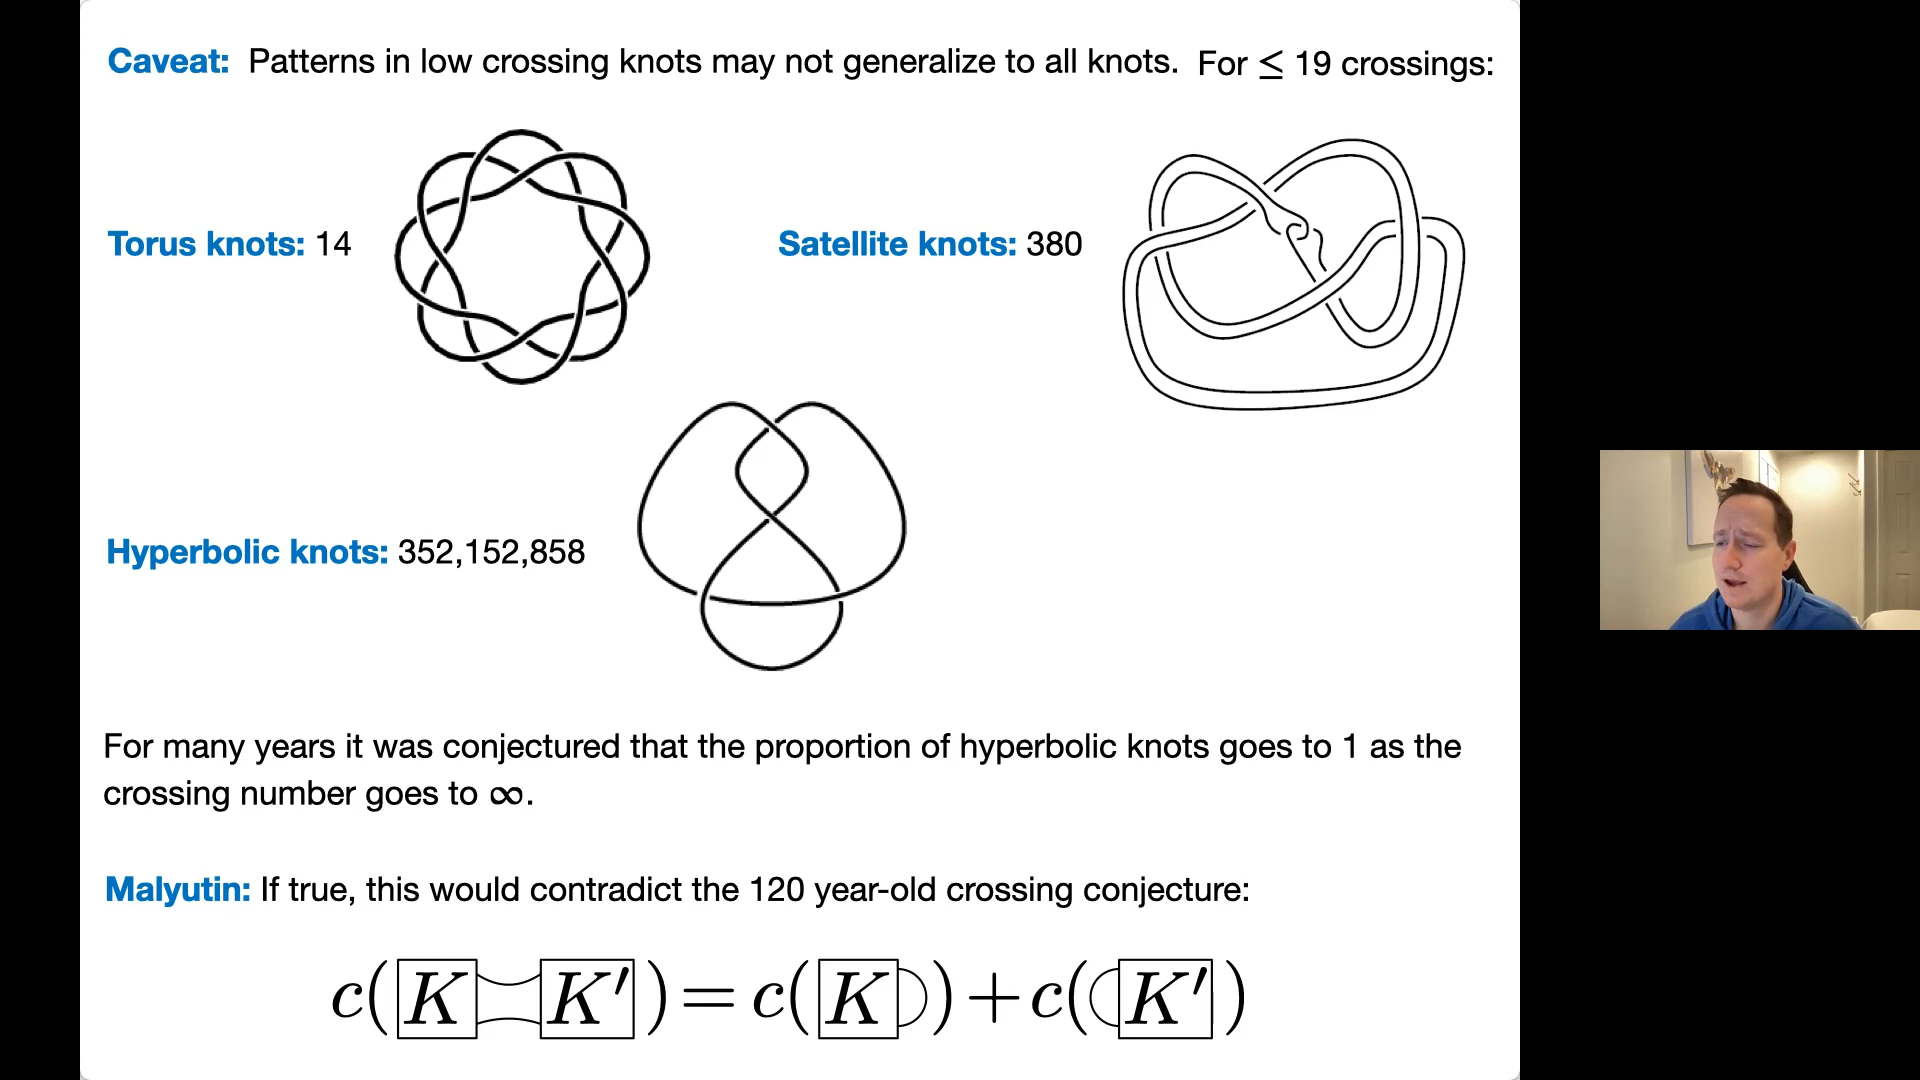 Caveat: Patterns in low crossing knots may not generalize to all knots. For ≤ 19 crossings:
Torus knots: 14
Satellite knots: 380
Hyperbolic knots: 352,152,858
For many years it was conjectured that the proportion of hyperbolic knots goes to 1 as the
crossing number goes to ∞.
Malyutin: If true, this would contradict the 120 year-old crossing conjecture:
c(K K′) = c(K) + c(K′)